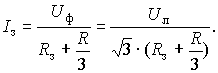 I_з = U_ф / (R_з + R/3) = U_л / (√3 · (R_з + R/3)).